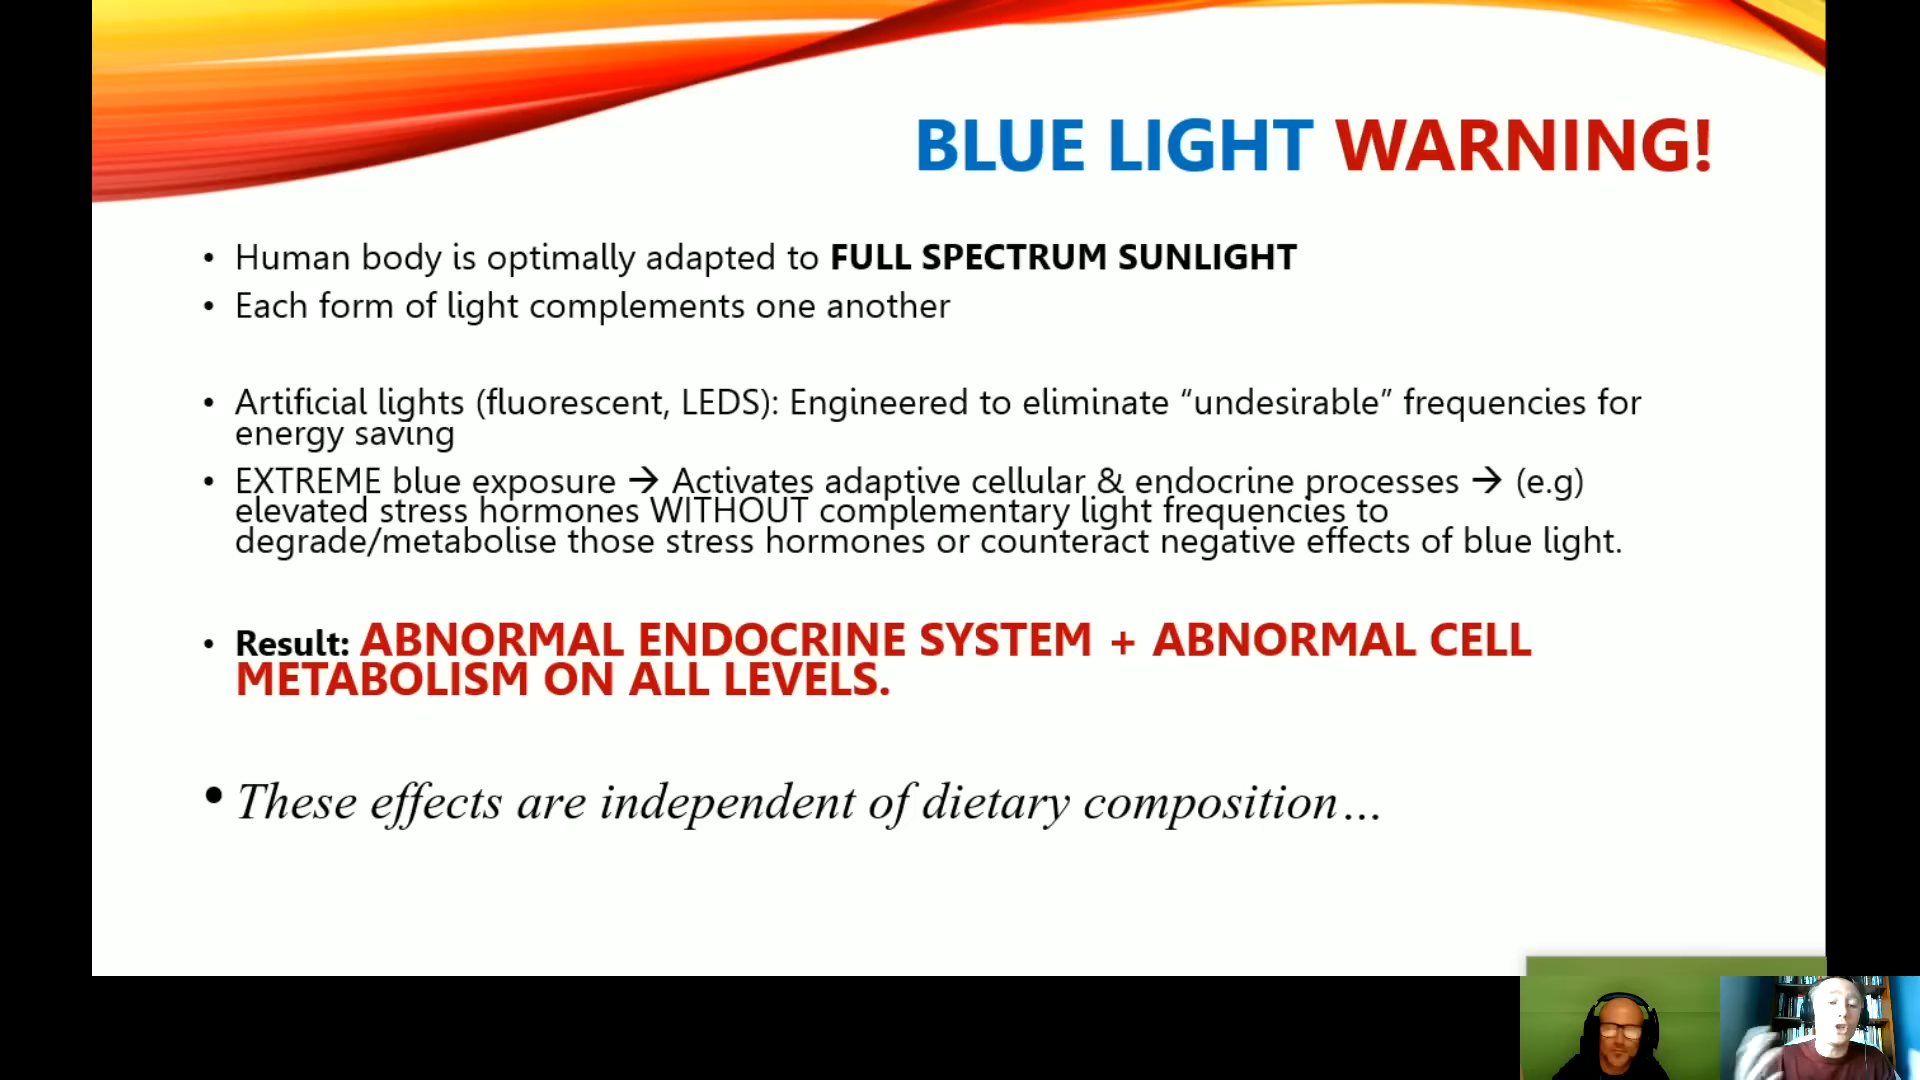 BLUE LIGHT WARNING!
• Human body is optimally adapted to FULL SPECTRUM SUNLIGHT
• Each form of light complements one another
• Artificial lights (fluorescent, LEDS): Engineered to eliminate “undesirable” frequencies for
energy saving
• EXTREME blue exposure → Activates adaptive cellular & endocrine processes → (e.g)
elevated stress hormones WITHOUT complementary light frequencies to
degrade/metabolise those stress hormones or counteract negative effects of blue light.
• Result: ABNORMAL ENDOCRINE SYSTEM + ABNORMAL CELL
METABOLISM ON ALL LEVELS.
• These effects are independent of dietary composition…